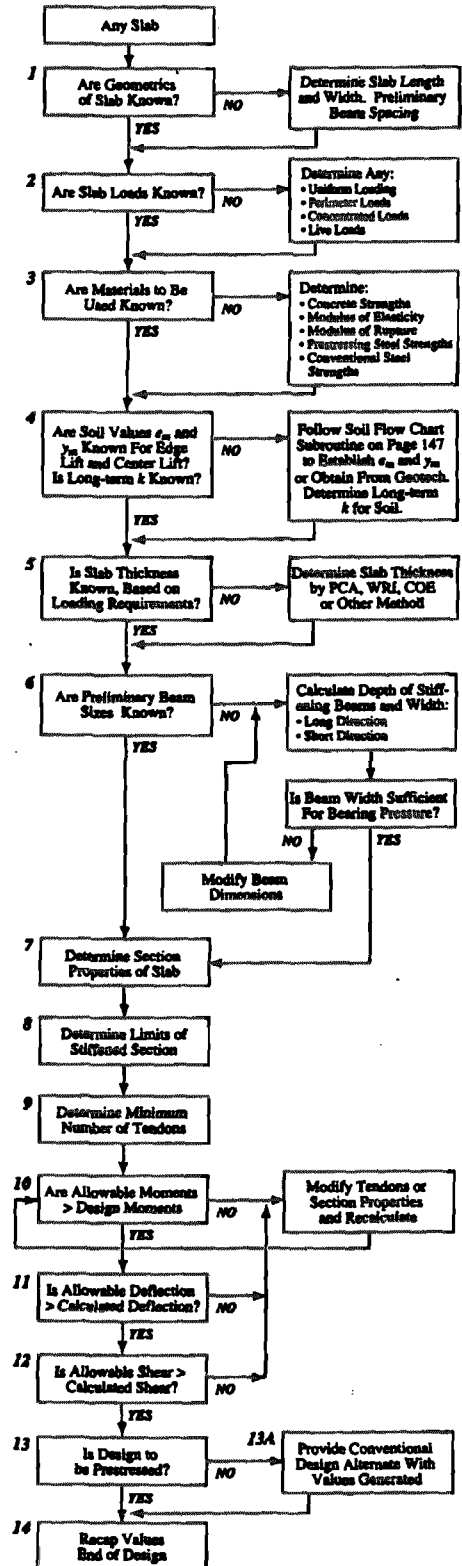 Any Slab
1
Are Geometrics
of Slab Known?
NO
Determine Slab Length
and Width. Preliminary
Beam Spacing
YES
2
Are Slab Loads Known?
NO
Determine Any:
• Uniform Loading
• Perimeter Loads
• Concentrated Loads
• Live Loads
YES
3
Are Materials to Be
Used Known?
NO
Determine:
• Concrete Strengths
• Modulus of Elasticity
• Modulus of Rupture
• Prestressing Steel Strengths
• Conventional Steel
Strengths
YES
4
Are Soil Values em and
ym Known For Edge
Lift and Center Lift?
Is Long-term k Known?
NO
Follow Soil Flow Chart
Subroutine on Page 147
to Establish em and ym
or Obtain From Geotech.
Determine Long-term
k for Soil.
YES
5
Is Slab Thickness
Known, Based on
Loading Requirements?
NO
Determine Slab Thickness
by PCA, WRI, COE
or Other Method
YES
6
Are Preliminary Beam
Sizes Known?
NO
Calculate Depth of Stiff-
ening Beams and Width:
• Long Direction
• Short Direction
YES
Is Beam Width Sufficient
For Bearing Pressure?
NO
YES
Modify Beam
Dimensions
7
Determine Section
Properties of Slab
8
Determine Limits of
Stiffened Section
9
Determine Minimum
Number of Tendons
10
Are Allowable Moments
> Design Moments
NO
Modify Tendons or
Section Properties
and Recalculate
YES
11
Is Allowable Deflection
> Calculated Deflection?
NO
YES
12
Is Allowable Shear >
Calculated Shear?
NO
YES
13
Is Design to
be Prestressed?
NO
13A
Provide Conventional
Design Alternate With
Values Generated
YES
14
Recap Values
End of Design